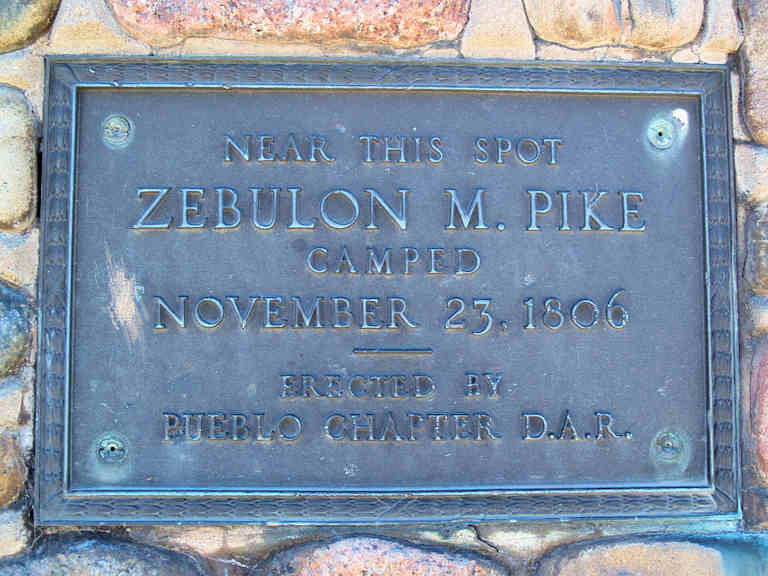 NEAR THIS SPOT
ZEBULON M. PIKE
CAMPED
NOVEMBER 23, 1806
ERECTED BY
PUEBLO CHAPTER D.A.R.